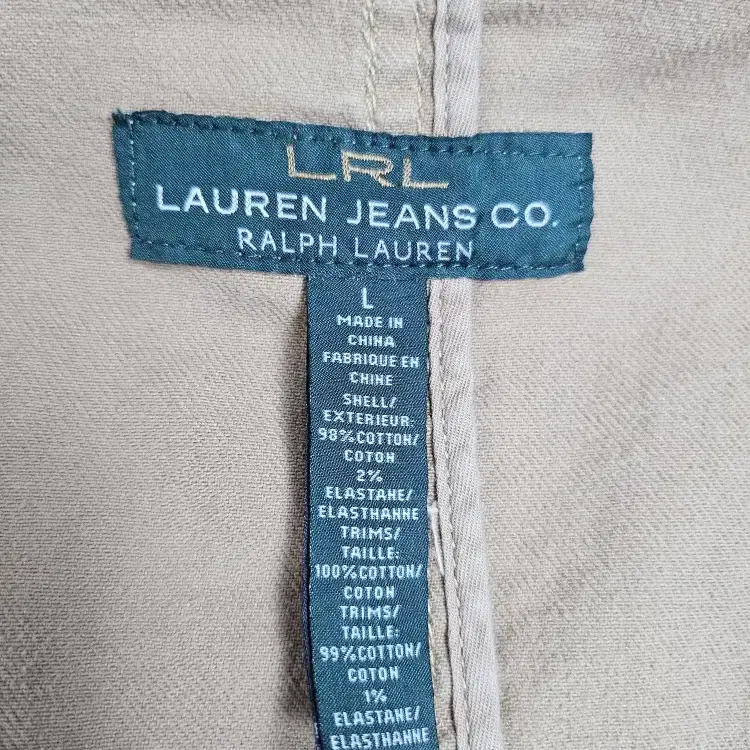 LRL
LAUREN JEANS CO.
RALPH LAUREN
L
MADE IN
CHINA
FABRIQUE EN
CHINE
SHELL/
EXTERIEUR:
98% COTTON/
COTON
2%
ELASTANE/
ELASTHANNE
TRIMS/
TAILLE:
100% COTTON/
COTON
TRIMS/
TAILLE:
99% COTTON/
COTON
1%
ELASTANE/
ELASTHANNE